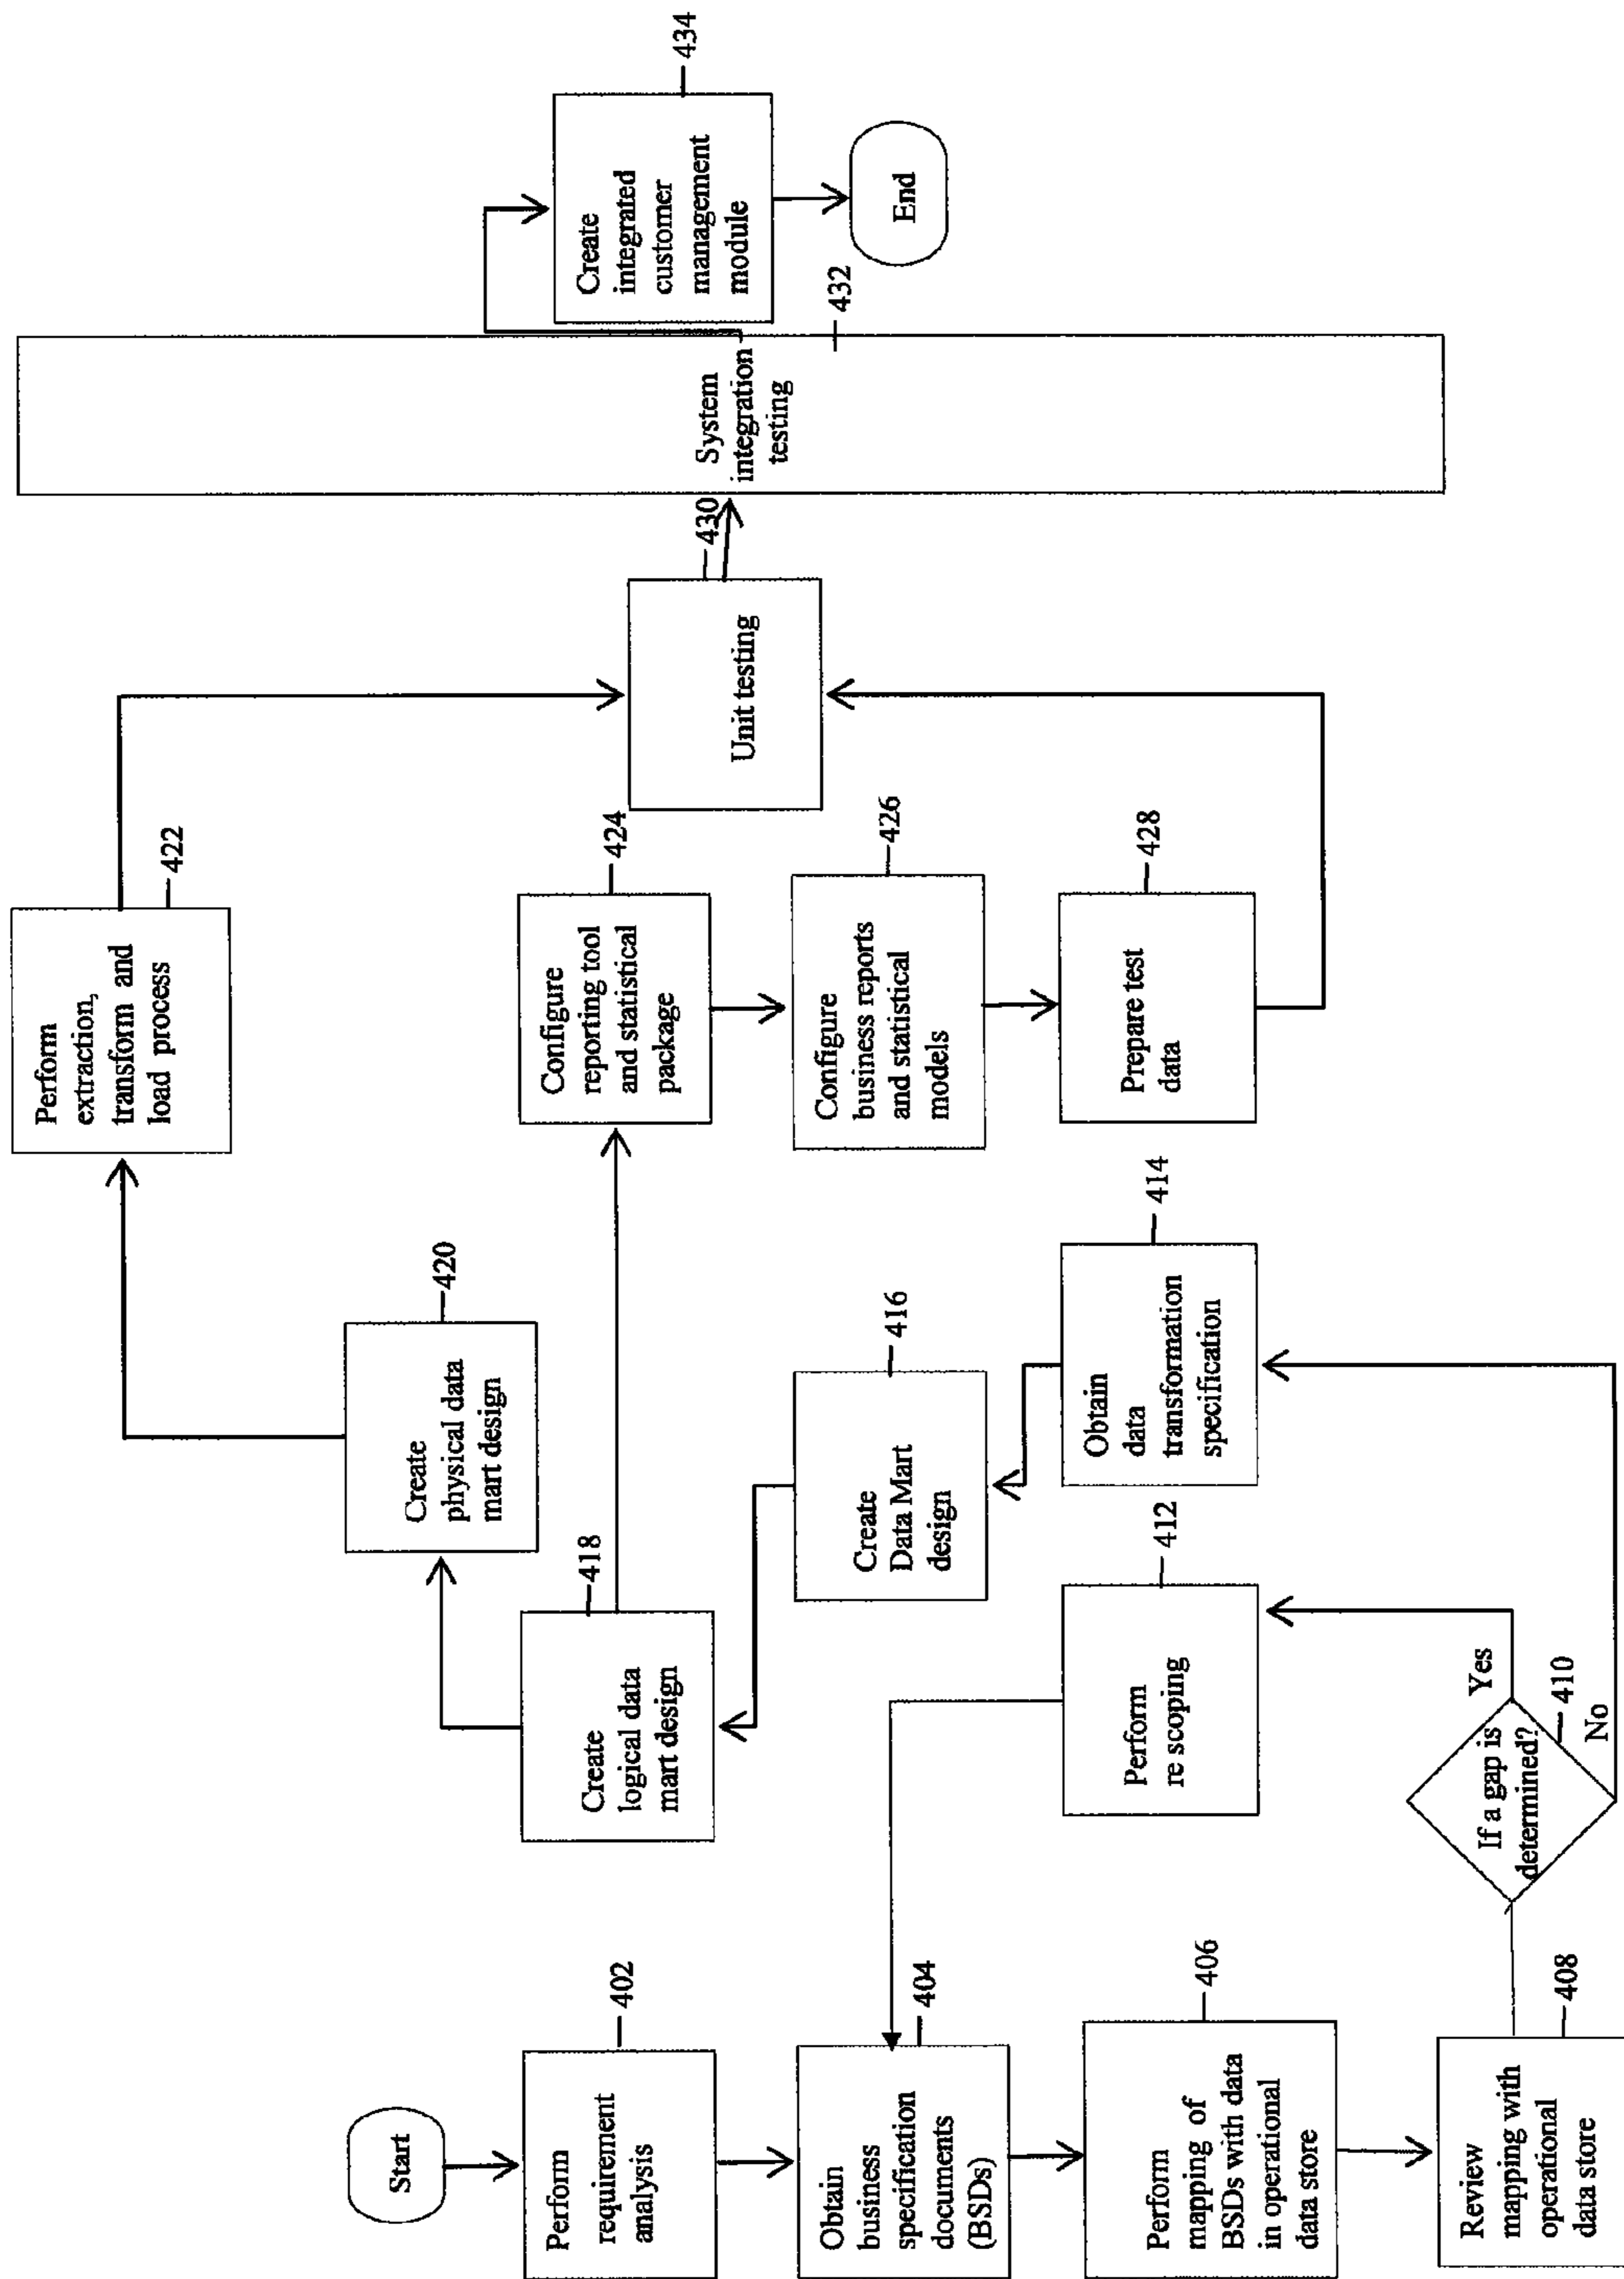 Start
Perform
requirement
analysis
402
Obtain
business
specification
documents
(BSDs)
404
Perform
mapping of
BSDs with data
in operational
data store
406
Review
mapping with
operational
data store
408
If a gap is
determined?
410
Yes
No
Perform
re scoping
412
Obtain
data
transformation
specification
414
Create
Data Mart
design
416
Create
logical data
mart design
418
Create
physical data
mart design
420
Perform
extraction,
transform and
load process
422
Configure
reporting tool
and statistical
package
424
Configure
business reports
and statistical
models
426
Prepare test
data
428
Unit testing
430
System
integration
testing
432
Create
integrated
customer
management
module
434
End